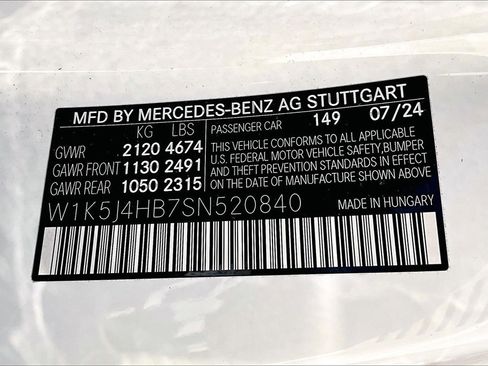 MFD BY MERCEDES-BENZ AG STUTTGART
KG LBS PASSENGER CAR 149 07/24
GVWR 2120 4674
GAWR FRONT 1130 2491
GAWR REAR 1050 2315
THIS VEHICLE CONFORMS TO ALL APPLICABLE
U.S. FEDERAL MOTOR VEHICLE SAFETY,BUMPER
AND THEFT PREVENTION STANDARDS IN EFFECT
ON THE DATE OF MANUFACTURE SHOWN ABOVE
W1K5J4HB7SN520840 MADE IN HUNGARY